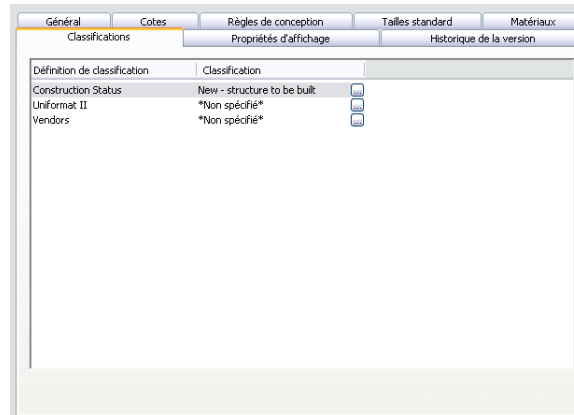 Général Cotes Règles de conception Tailles standard Matériaux
Classifications Propriétés d'affichage Historique de la version
Définition de classification Classification
Construction Status New - structure to be built ...
Uniformat II *Non spécifié* ...
Vendors *Non spécifié* ...